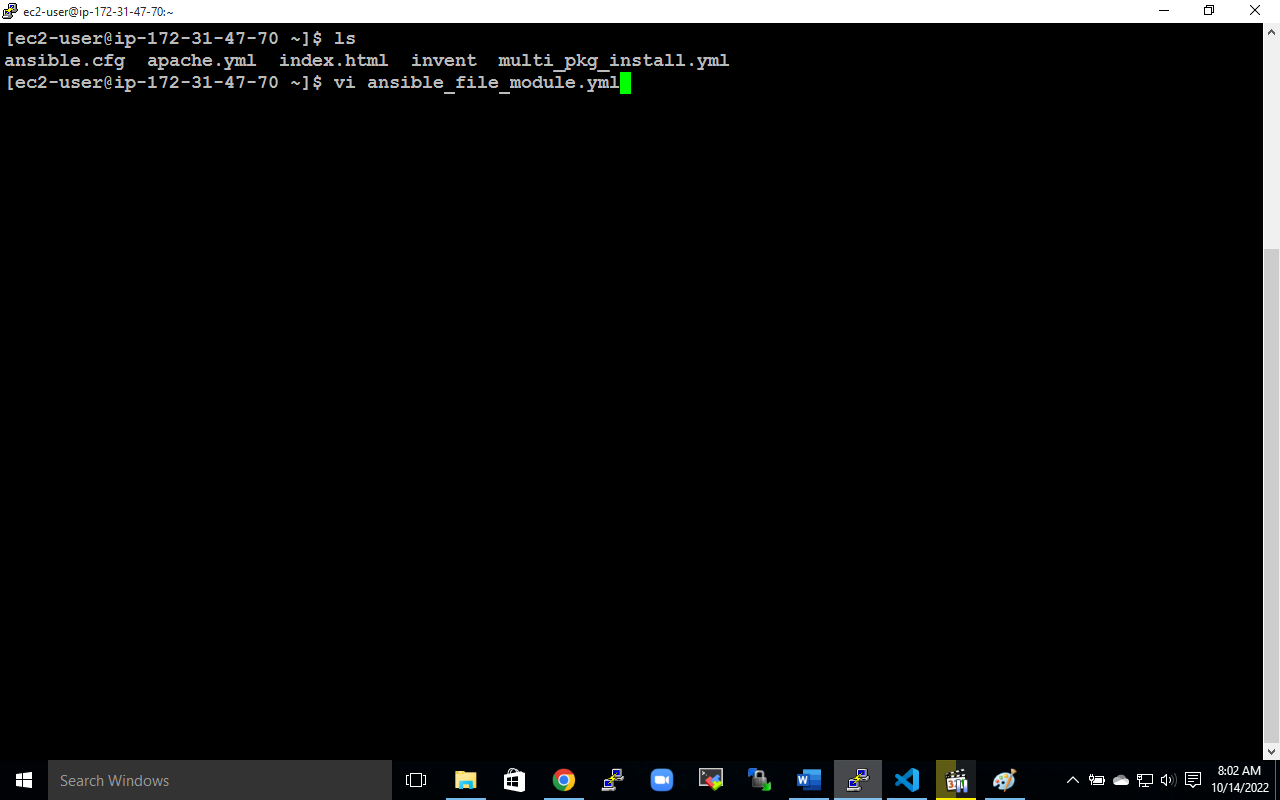 ec2-user@ip-172-31-47-70:~
[ec2-user@ip-172-31-47-70 ~]$ ls
ansible.cfg  apache.yml  index.html  invent  multi_pkg_install.yml
[ec2-user@ip-172-31-47-70 ~]$ vi ansible_file_module.yml
Search Windows
8:02 AM
10/14/2022